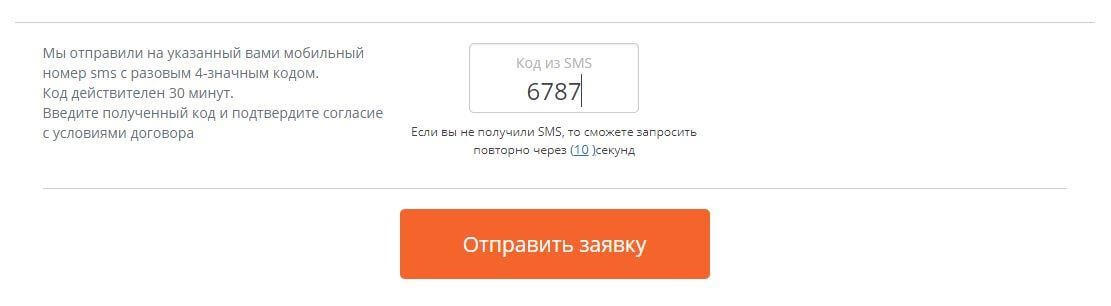 Мы отправили на указанный вами мобильный
номер sms с разовым 4-значным кодом.
Код действителен 30 минут.
Введите полученный код и подтвердите согласие
с условиями договора
Код из SMS
6787
Если вы не получили SMS, то сможете запросить
повторно через (10 )секунд
Отправить заявку